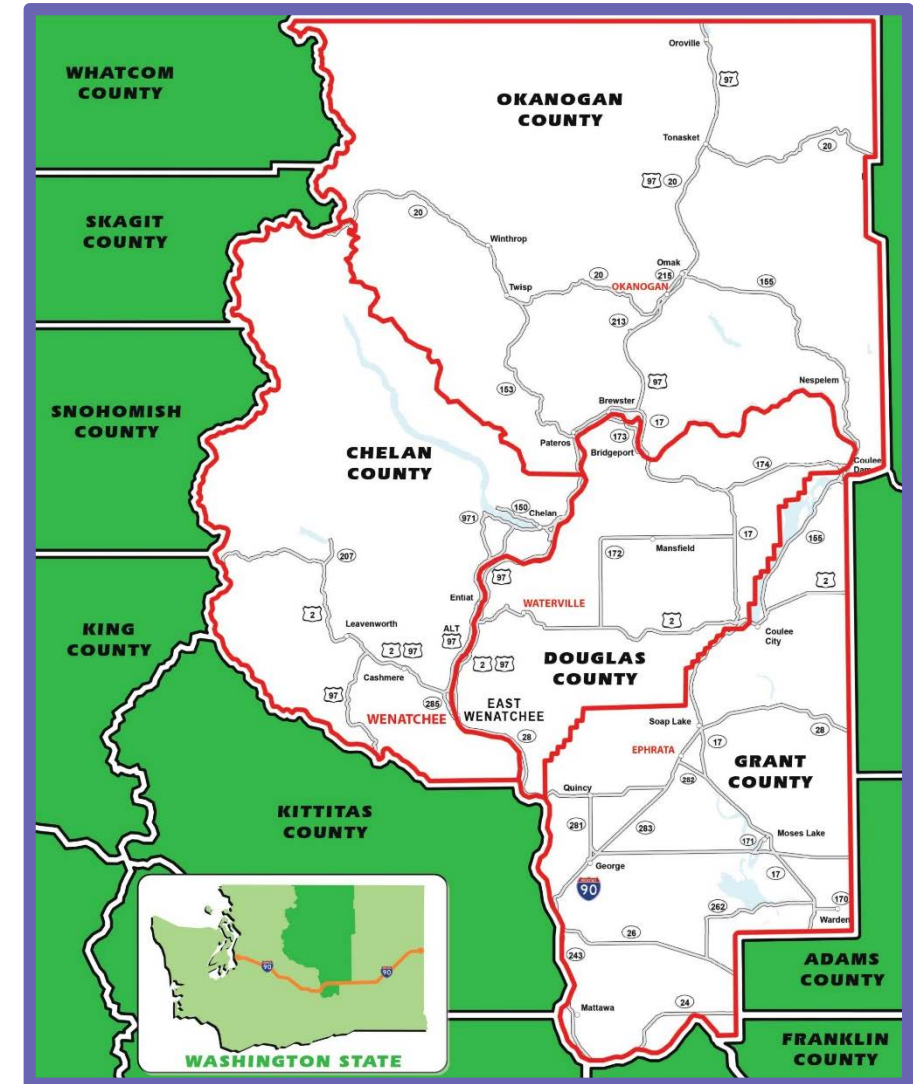 WHATCOM
COUNTY
OKANOGAN
COUNTY
Oroville
97
Tonasket
20
97 20
SKAGIT
COUNTY
20
Winthrop
Omak
20
215
OKANOGAN
155
Twisp
213
97
Nespelem
153
Brewster
17
SNOHOMISH
COUNTY
Pateros
173
Bridgeport
CHELAN
COUNTY
174
Coulee
Dam
150
Chelan
971
155
17
172
Mansfield
207
97
2
Entiat
WATERVILLE
2
KING
COUNTY
2
Leavenworth
ALT
97
Coulee
City
2 97
2 97
DOUGLAS
COUNTY
Cashmere
97
285
EAST
WENATCHEE
WENATCHEE
28
Soap Lake
28
17
EPHRATA
GRANT
COUNTY
282
Quincy
KITTITAS
COUNTY
281
283
Moses Lake
171
George
17
90
262
170
Warden
26
243
ADAMS
COUNTY
24
Mattawa
FRANKLIN
COUNTY
90
90
WASHINGTON STATE